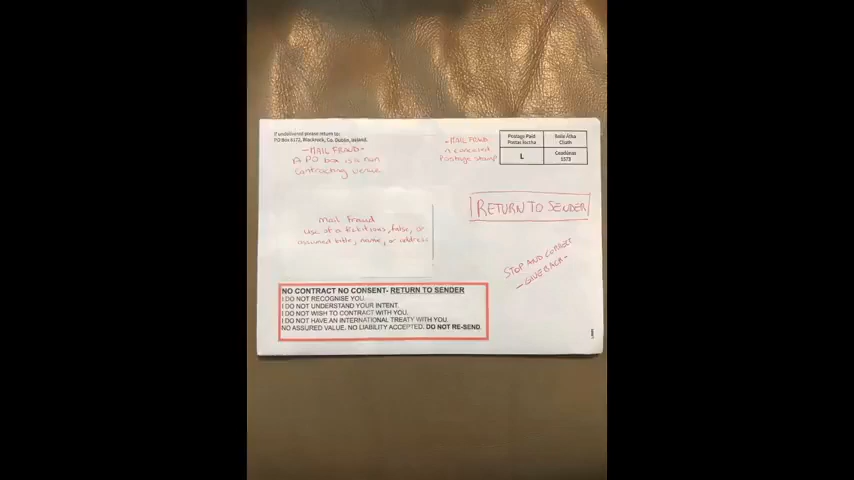 If undelivered please return to:
PO Box 6172, Blackrock, Co. Dublin, Ireland.
-MAIL FRAUD-
A PO box is a non
Contracting venue
-MAIL FRAUD
postage stamp
Postage Paid
Postas Íoctha
Baile Átha
Cliath
L
Ceadúnas
1573
RETURN TO SENDER
Mail Fraud
Use of a fictitious, false, or
assumed title, name, or address
STOP AND CORRECT
-GIVE BACK-
NO CONTRACT NO CONSENT- RETURN TO SENDER
I DO NOT RECOGNISE YOU.
I DO NOT UNDERSTAND YOUR INTENT.
I DO NOT WISH TO CONTRACT WITH YOU.
I DO NOT HAVE AN INTERNATIONAL TREATY WITH YOU.
NO ASSURED VALUE. NO LIABILITY ACCEPTED. DO NOT RE-SEND.